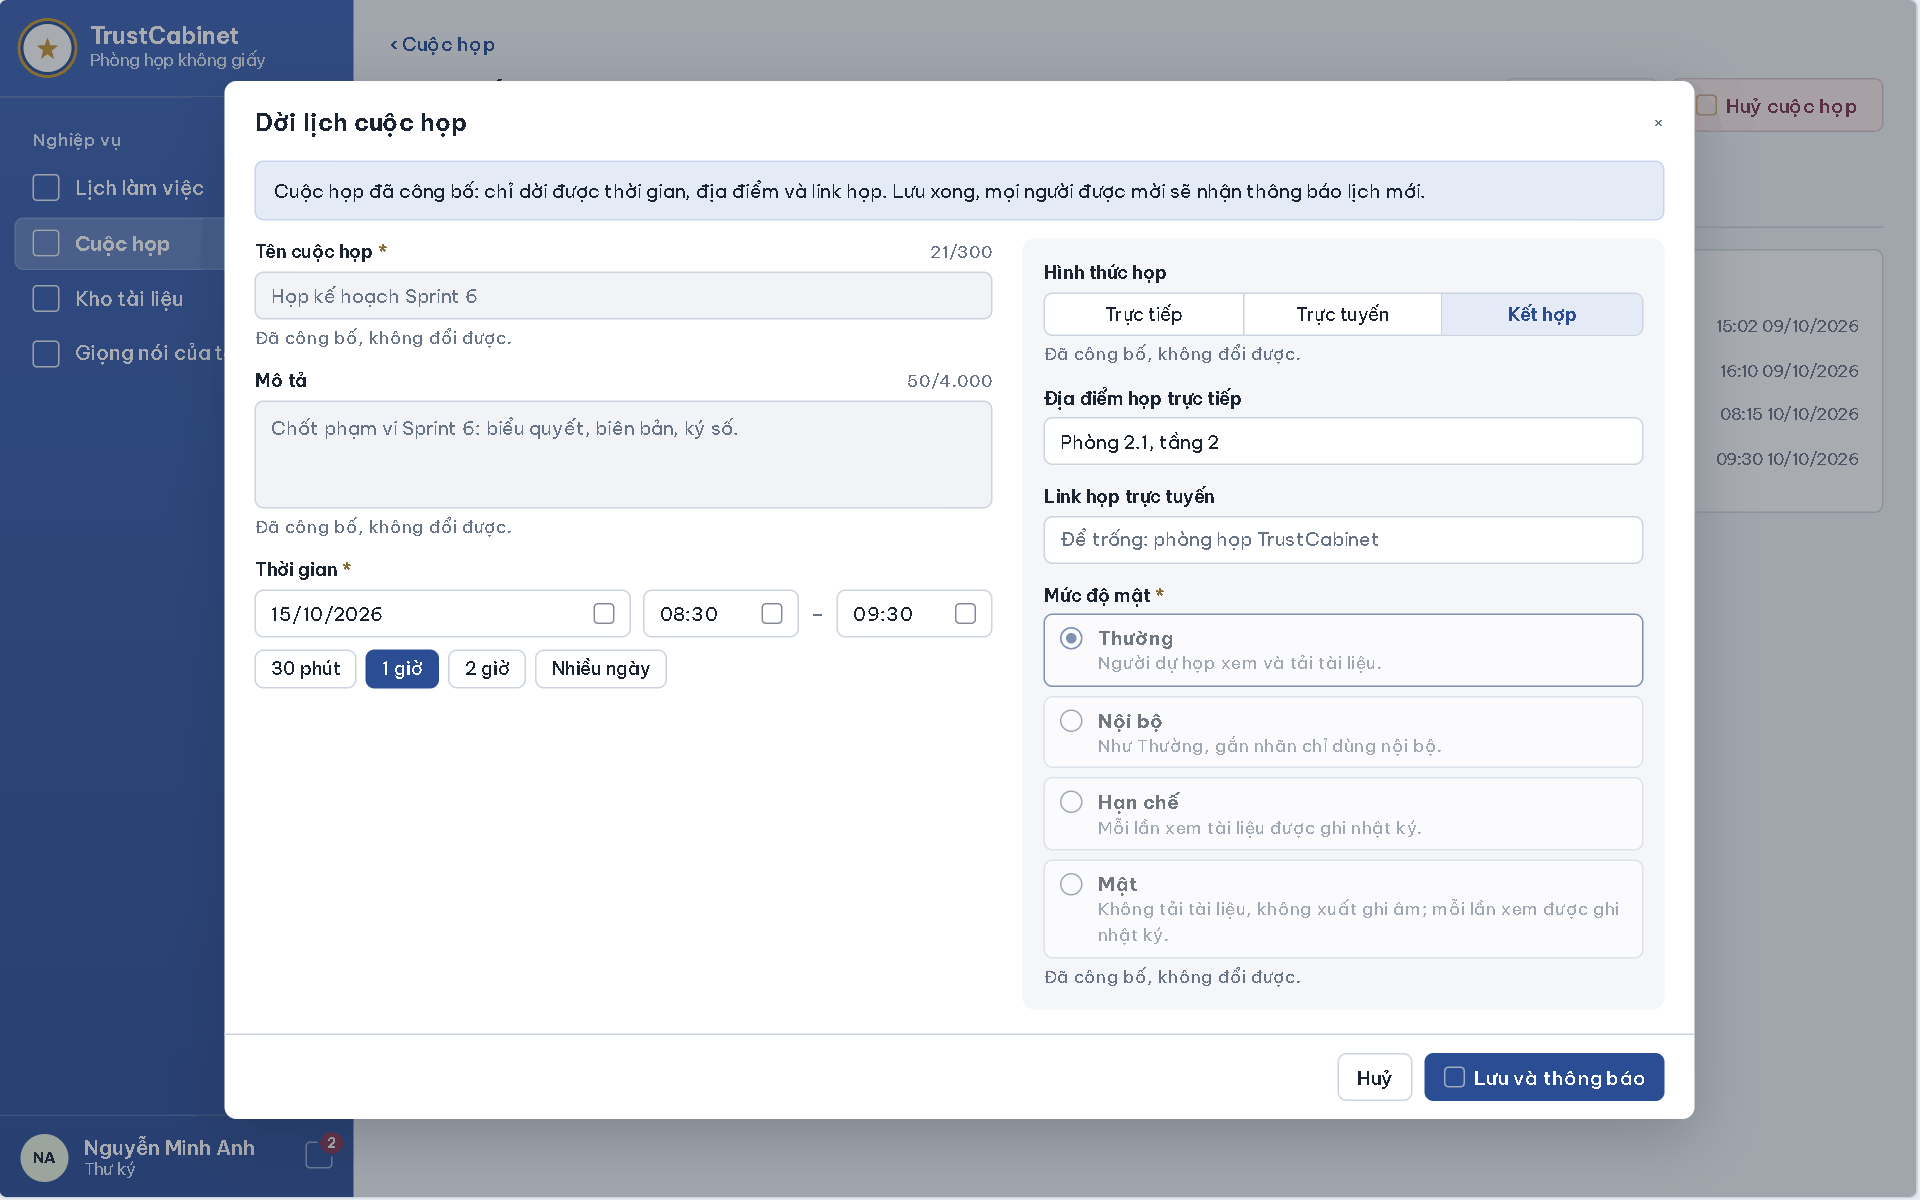 TrustCabinet
Phòng họp không giấy
‹ Cuộc họp
Huỷ cuộc họp
Nghiệp vụ
Lịch làm việc
Cuộc họp
Kho tài liệu
Giọng nói của t
Dời lịch cuộc họp
×
Cuộc họp đã công bố: chỉ dời được thời gian, địa điểm và link họp. Lưu xong, mọi người được mời sẽ nhận thông báo lịch mới.
Tên cuộc họp *
21/300
Họp kế hoạch Sprint 6
Đã công bố, không đổi được.
Mô tả
50/4.000
Chốt phạm vi Sprint 6: biểu quyết, biên bản, ký số.
Đã công bố, không đổi được.
Thời gian *
15/10/2026
08:30
–
09:30
30 phút
1 giờ
2 giờ
Nhiều ngày
Hình thức họp
Trực tiếp
Trực tuyến
Kết hợp
Đã công bố, không đổi được.
Địa điểm họp trực tiếp
Phòng 2.1, tầng 2
Link họp trực tuyến
Để trống: phòng họp TrustCabinet
Mức độ mật *
Thường
Người dự họp xem và tải tài liệu.
Nội bộ
Như Thường, gắn nhãn chỉ dùng nội bộ.
Hạn chế
Mỗi lần xem tài liệu được ghi nhật ký.
Mật
Không tải tài liệu, không xuất ghi âm; mỗi lần xem được ghi
nhật ký.
Đã công bố, không đổi được.
15:02 09/10/2026
16:10 09/10/2026
08:15 10/10/2026
09:30 10/10/2026
Huỷ
Lưu và thông báo
NA
Nguyễn Minh Anh
Thư ký
2